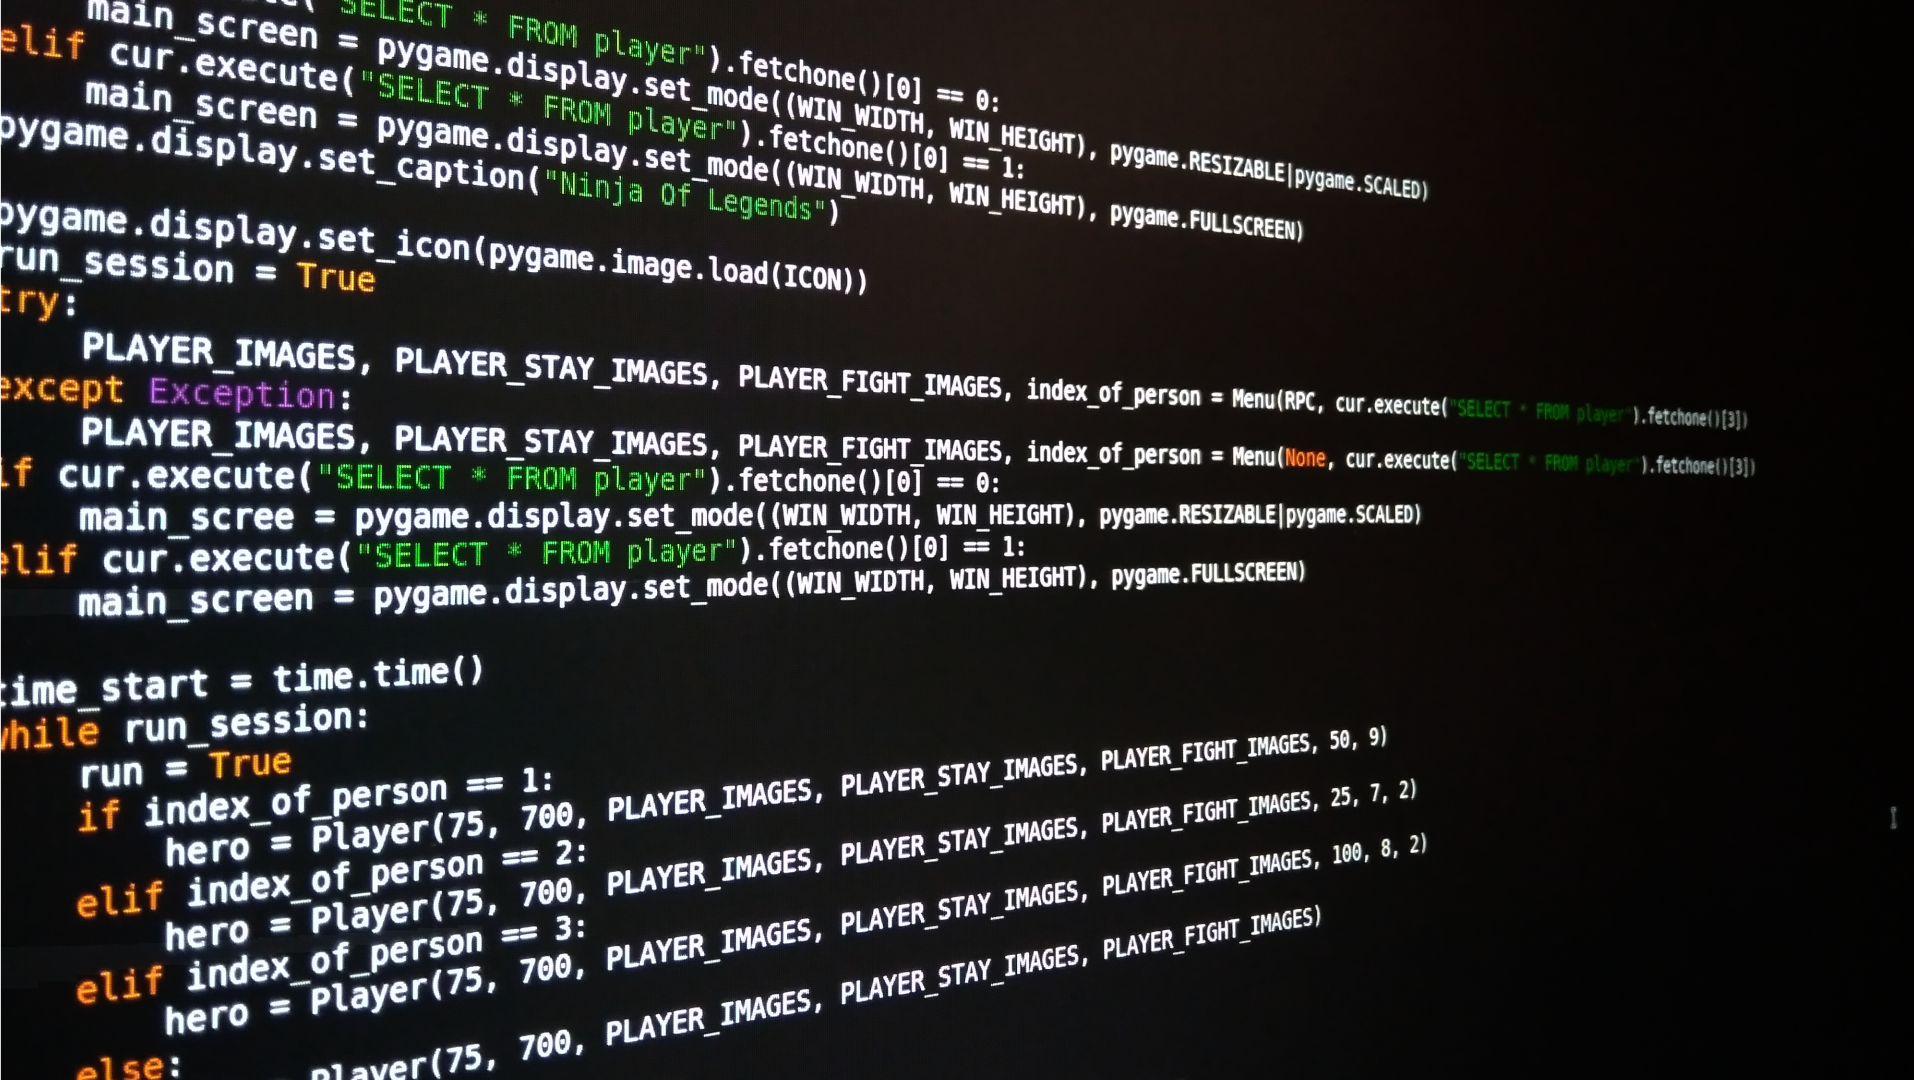 "SELECT * FROM player").fetchone()[0] == 0:
main_screen = pygame.display.set_mode((WIN_WIDTH, WIN_HEIGHT), pygame.RESIZABLE|pygame.SCALED)
elif cur.execute("SELECT * FROM player").fetchone()[0] == 1:
main_screen = pygame.display.set_mode((WIN_WIDTH, WIN_HEIGHT), pygame.FULLSCREEN)
pygame.display.set_caption("Ninja Of Legends")
pygame.display.set_icon(pygame.image.load(ICON))
run_session = True
try:
PLAYER_IMAGES, PLAYER_STAY_IMAGES, PLAYER_FIGHT_IMAGES, index_of_person = Menu(RPC, cur.execute("SELECT * FROM player").fetchone()[3])
except Exception:
PLAYER_IMAGES, PLAYER_STAY_IMAGES, PLAYER_FIGHT_IMAGES, index_of_person = Menu(None, cur.execute("SELECT * FROM player").fetchone()[3])
if cur.execute("SELECT * FROM player").fetchone()[0] == 0:
main_scree = pygame.display.set_mode((WIN_WIDTH, WIN_HEIGHT), pygame.RESIZABLE|pygame.SCALED)
elif cur.execute("SELECT * FROM player").fetchone()[0] == 1:
main_screen = pygame.display.set_mode((WIN_WIDTH, WIN_HEIGHT), pygame.FULLSCREEN)
time_start = time.time()
while run_session:
run = True
if index_of_person == 1:
hero = Player(75, 700, PLAYER_IMAGES, PLAYER_STAY_IMAGES, PLAYER_FIGHT_IMAGES, 50, 9)
elif index_of_person == 2:
hero = Player(75, 700, PLAYER_IMAGES, PLAYER_STAY_IMAGES, PLAYER_FIGHT_IMAGES, 25, 7, 2)
elif index_of_person == 3:
hero = Player(75, 700, PLAYER_IMAGES, PLAYER_STAY_IMAGES, PLAYER_FIGHT_IMAGES, 100, 8, 2)
else:
Player(75, 700, PLAYER_IMAGES, PLAYER_STAY_IMAGES, PLAYER_FIGHT_IMAGES)